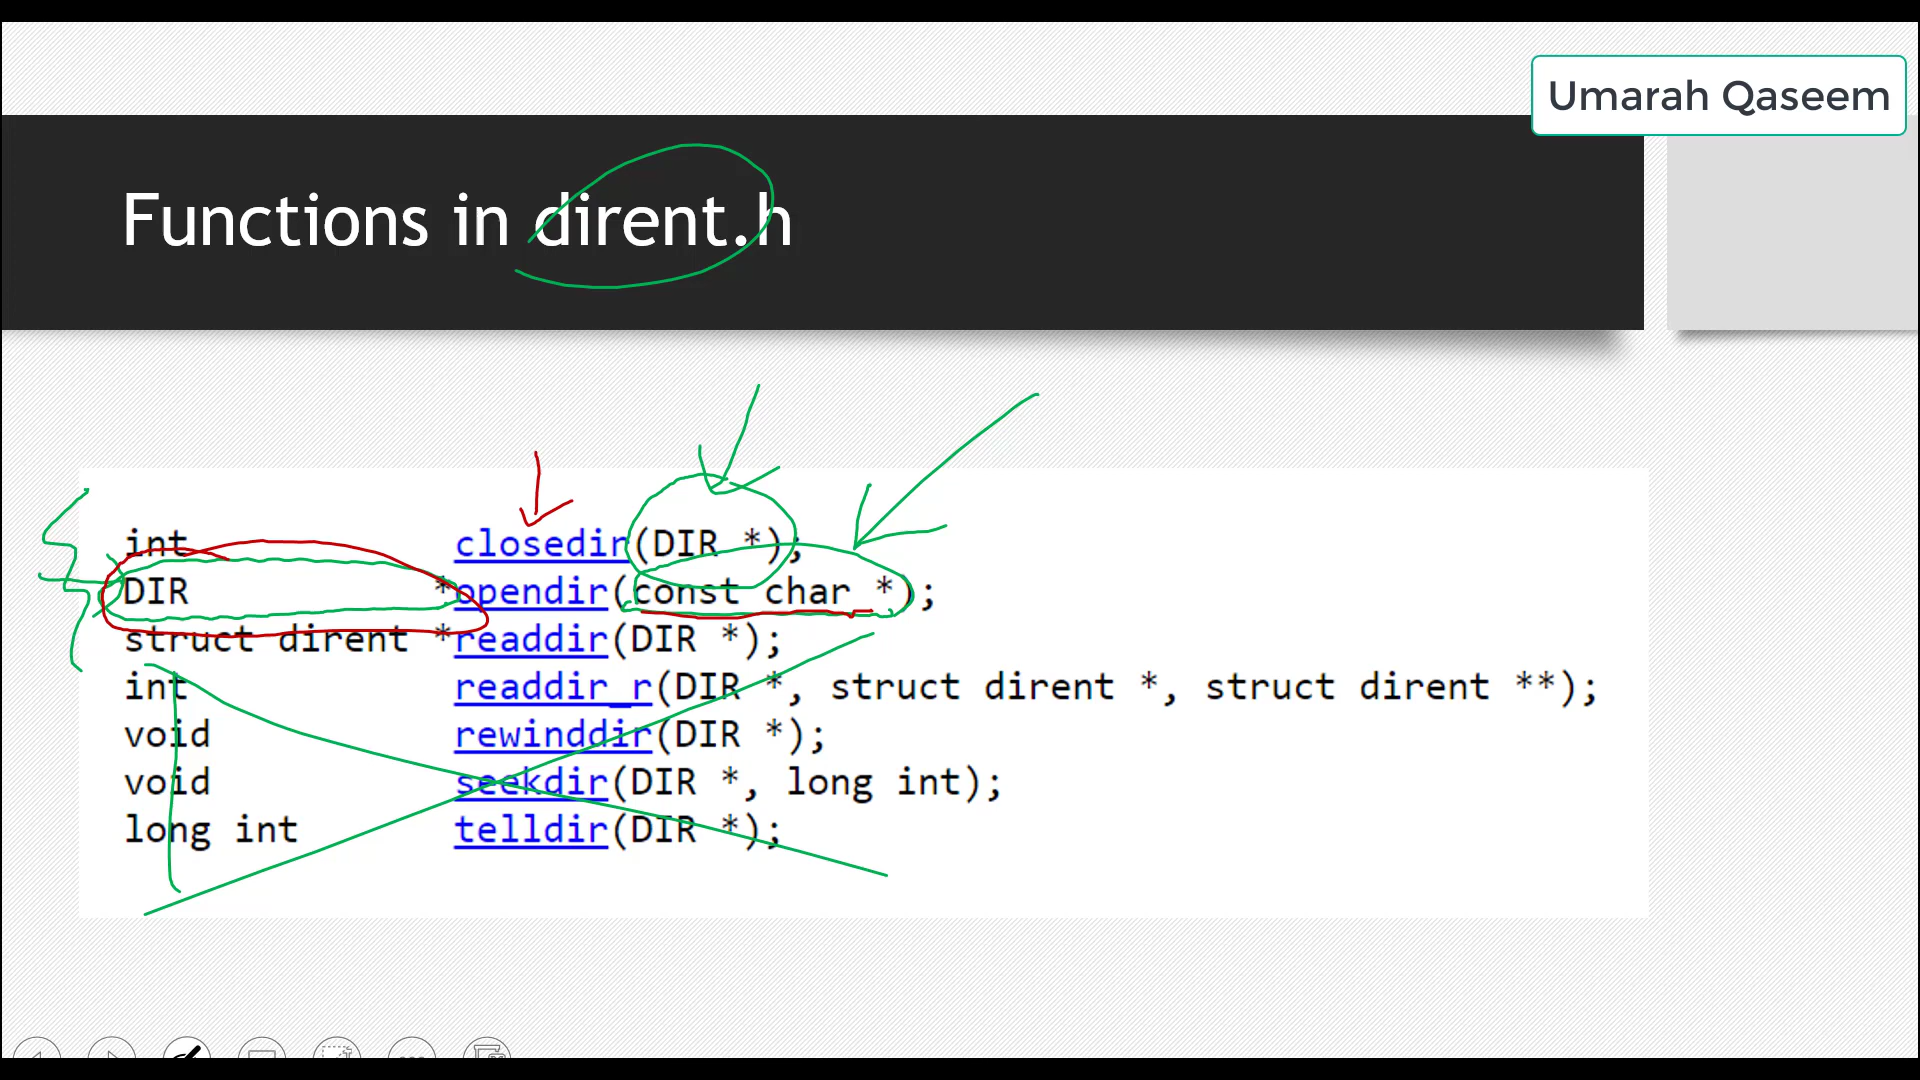 Umarah Qaseem
Functions in dirent.h
int closedir(DIR *);
DIR *opendir(const char *);
struct dirent *readdir(DIR *);
int readdir_r(DIR *, struct dirent *, struct dirent **);
void rewinddir(DIR *);
void seekdir(DIR *, long int);
long int telldir(DIR *);